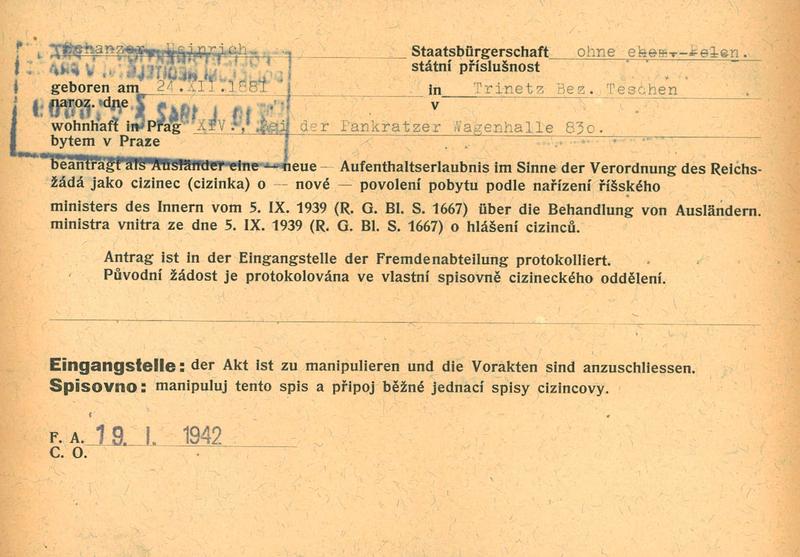 Schanzer Heinrich
Staatsbürgerschaft ohne ehem. Polen.
státní příslušnost
geboren am 24.XII.1881 in Trinetz Bez. Teschen
naroz. dne v
wohnhaft in Prag XIV., bei der Pankratzer Wagenhalle 830.
bytem v Praze
beantragt als Ausländer eine — neue — Aufenthaltserlaubnis im Sinne der Verordnung des Reichs-
žádá jako cizinec (cizinka) o — nové — povolení pobytu podle nařízení říšského
ministers des Innern vom 5. IX. 1939 (R. G. Bl. S. 1667) über die Behandlung von Ausländern.
ministra vnitra ze dne 5. IX. 1939 (R. G. Bl. S. 1667) o hlášení cizinců.
Antrag ist in der Eingangstelle der Fremdenabteilung protokolliert.
Původní žádost je protokolována ve vlastní spisovně cizineckého oddělení.
Eingangstelle: der Akt ist zu manipulieren und die Vorakten sind anzuschliessen.
Spisovno: manipuluj tento spis a připoj běžné jednací spisy cizincovy.
F. A. 19. I. 1942
C. O.